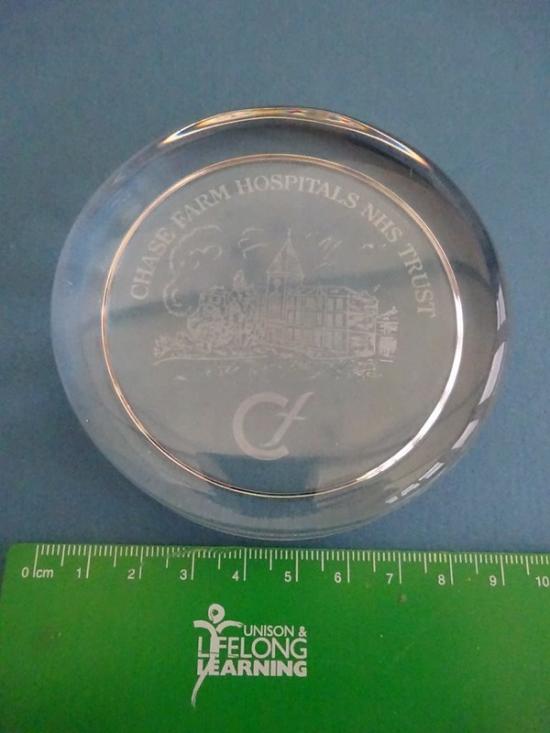 CHASE FARM HOSPITALS NHS TRUST
Cf
0 cm 1 2 3 4 5 6 7 8 9 10
UNISON &
LIFELONG
LEARNING